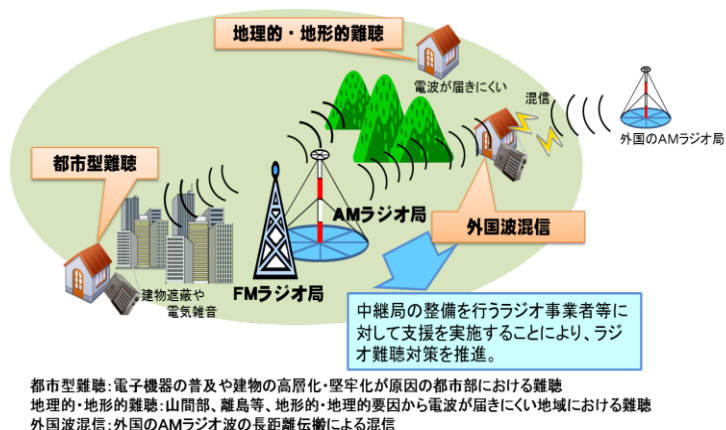 地理的・地形的難聴
電波が届きにくい
混信
外国のAMラジオ局
都市型難聴
AMラジオ局
外国波混信
FMラジオ局
建物遮蔽や
電気雑音
中継局の整備を行うラジオ事業者等に
対して支援を実施することにより、ラジ
オ難聴対策を推進。
都市型難聴:電子機器の普及や建物の高層化・堅牢化が原因の都市部における難聴
地理的・地形的難聴:山間部、離島等、地形的・地理的要因から電波が届きにくい地域における難聴
外国波混信:外国のAMラジオ波の長距離伝搬による混信